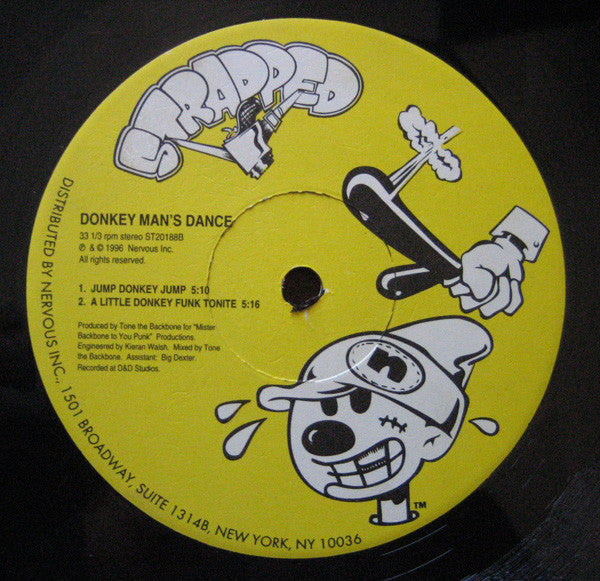 STRAPPED
DONKEY MAN'S DANCE
33 1/3 rpm stereo ST20188B
℗ & © 1996 Nervous Inc.
All rights reserved.
1. JUMP DONKEY JUMP 5:10
2. A LITTLE DONKEY FUNK TONITE 5:16
Produced by Tone the Backbone for "Mister
Backbone to You Punk" Productions.
Engineered by Kieran Walsh. Mixed by Tone
the Backbone. Assistant: Big Dexter.
Recorded at D&D Studios.
n
TM
DISTRIBUTED BY NERVOUS INC., 1501 BROADWAY, SUITE 1314B, NEW YORK, NY 10036